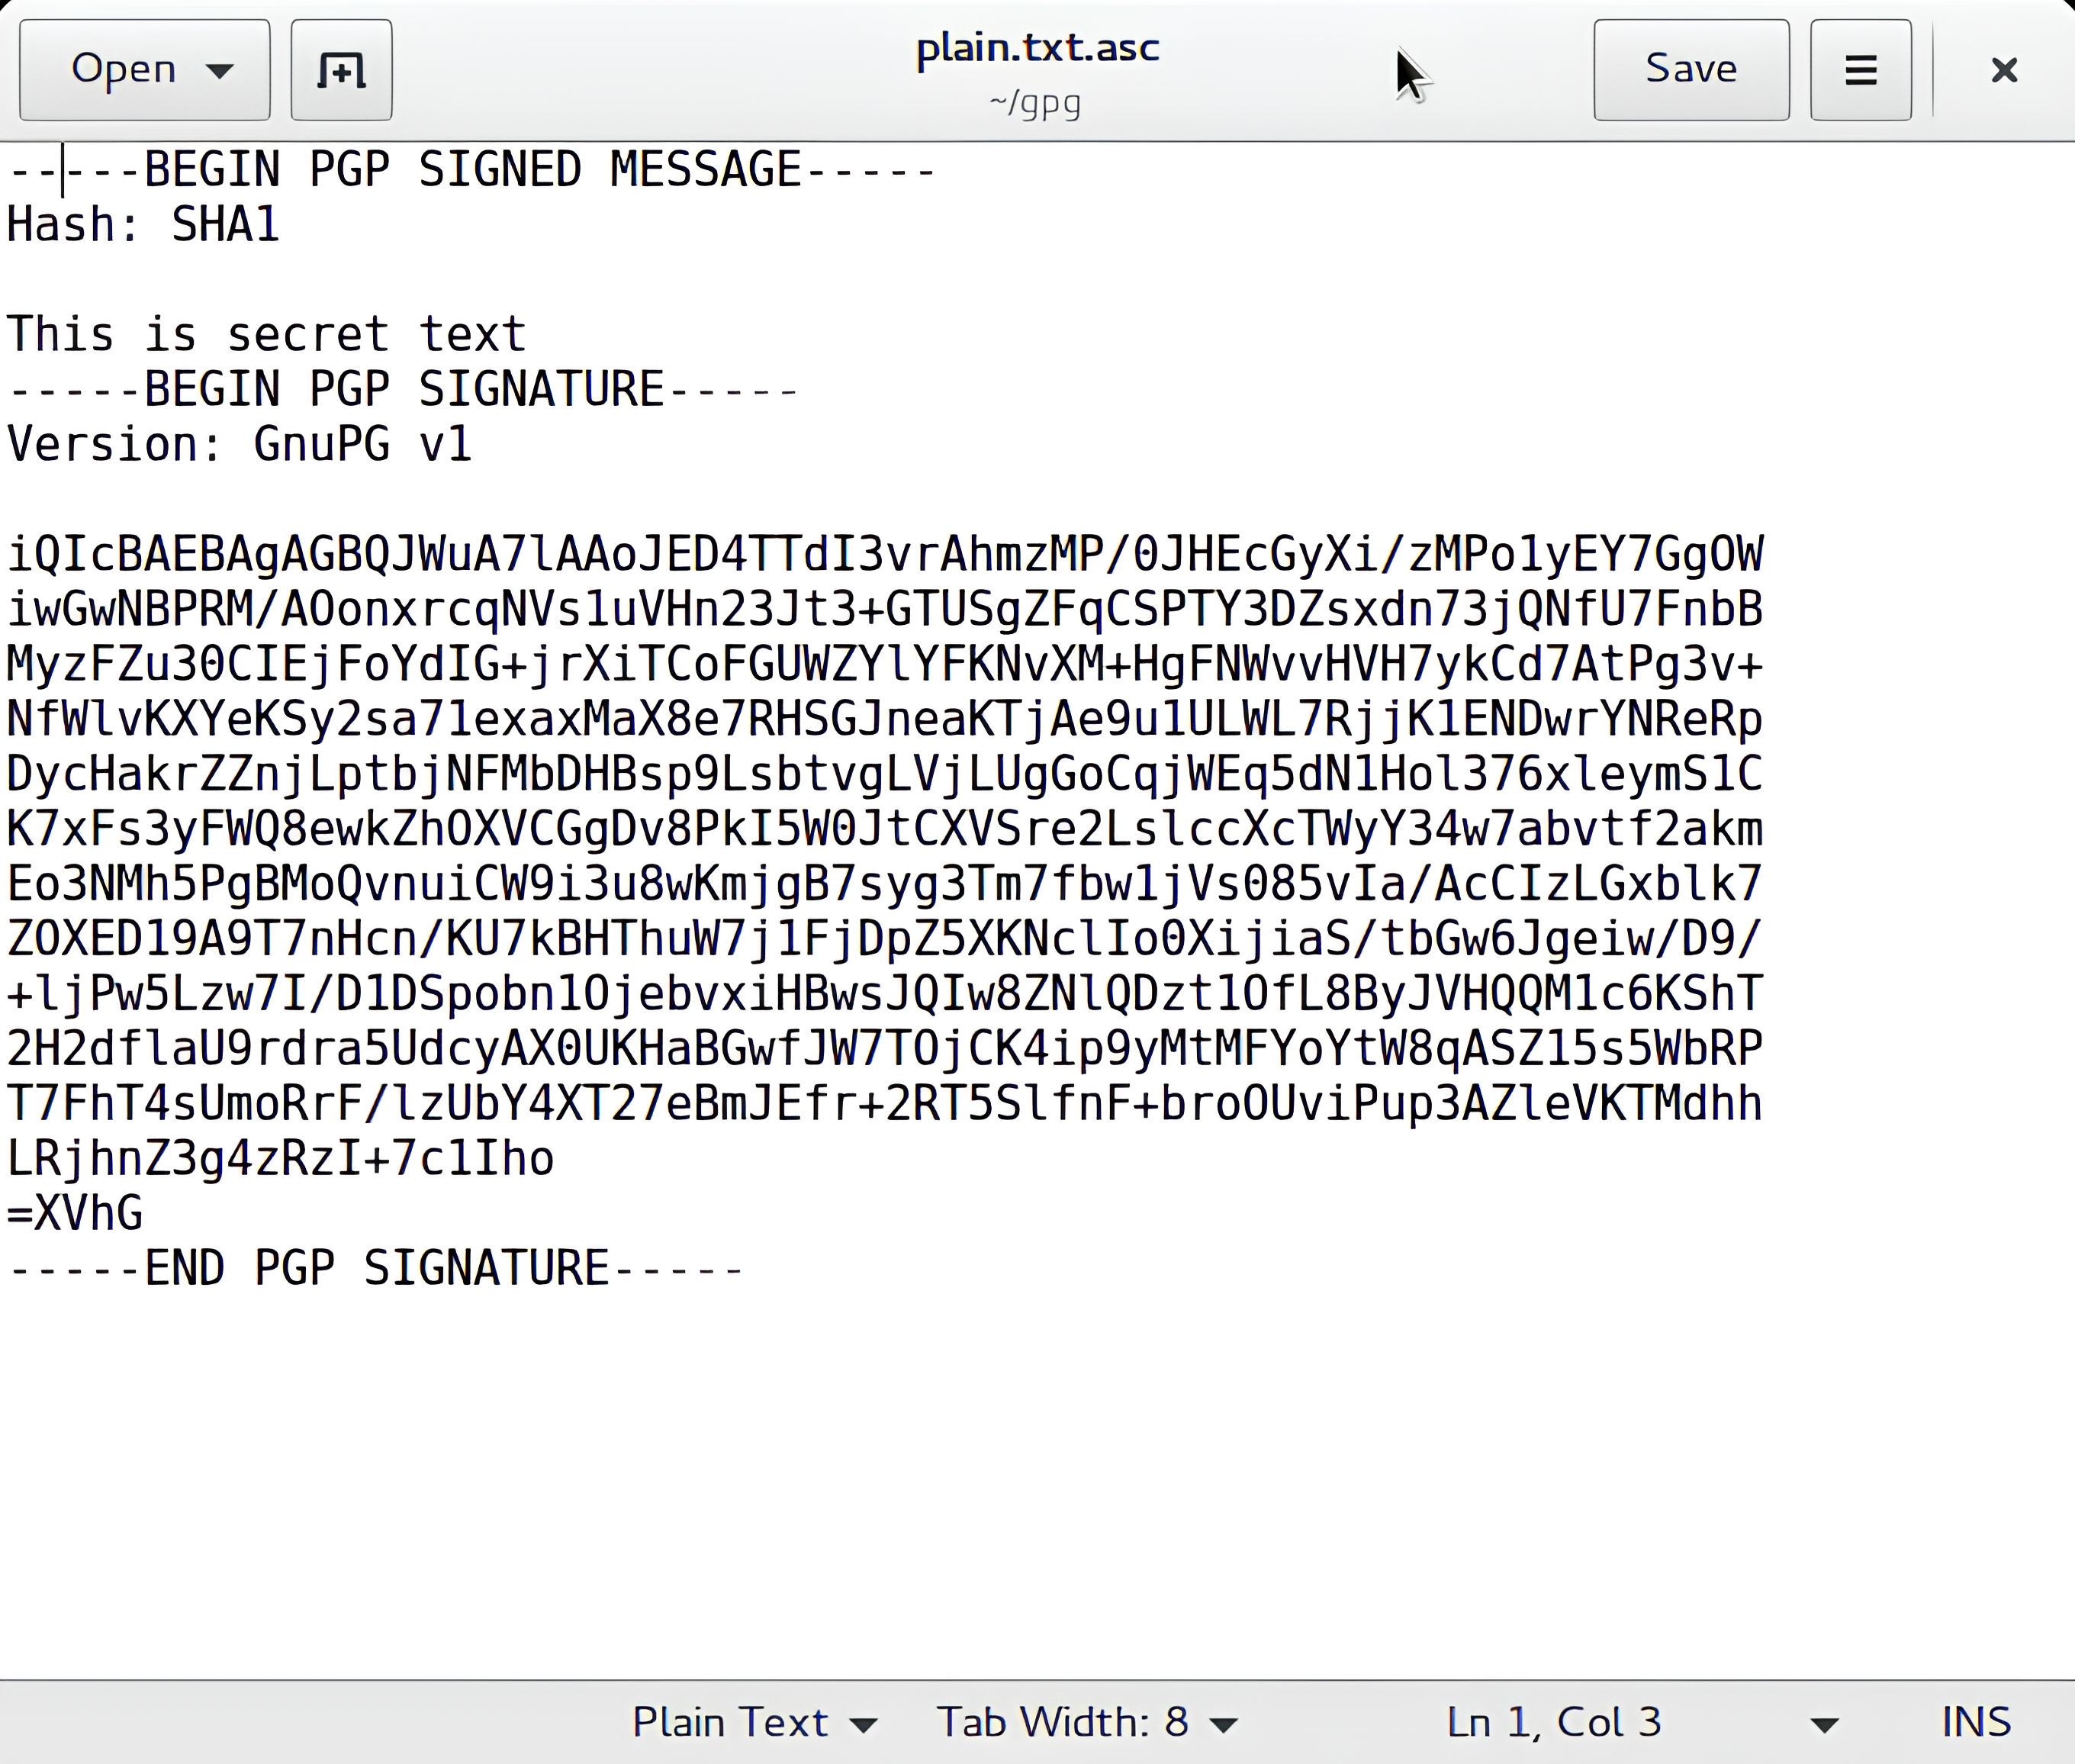 Open
plain.txt.asc
~/gpg
Save
-----BEGIN PGP SIGNED MESSAGE-----
Hash: SHA1

This is secret text
-----BEGIN PGP SIGNATURE-----
Version: GnuPG v1

iQIcBAEBAgAGBQJWuA7lAAoJED4TTdI3vrAhmzMP/0JHEcGyXi/zMPo1yEY7GgOW
iwGwNBPRM/AOonxrcqNVs1uVHn23Jt3+GTUSgZFqCSPTY3DZsxdn73jQNfU7FnbB
MyzFZu30CIEjFoYdIG+jrXiTCoFGUWZYlYFKNvXM+HgFNWvvHVH7ykCd7AtPg3v+
NfWlvKXYeKSy2sa71exaxMaX8e7RHSGJneaKTjAe9u1ULWL7RjjK1ENDwrYNReRp
DycHakrZZnjLptbjNFMbDHBsp9LsbtvgLVjLUgGoCqjWEq5dN1Hol376xleymS1C
K7xFs3yFWQ8ewkZhOXVCGgDv8PkI5W0JtCXVSre2LslccXcTWyY34w7abvtf2akm
Eo3NMh5PgBMoQvnuiCW9i3u8wKmjgB7syg3Tm7fbw1jVs085vIa/AcCIzLGxblk7
ZOXED19A9T7nHcn/KU7kBHThuW7j1FjDpZ5XKNclIo0XijiaS/tbGw6Jgeiw/D9/
+ljPw5Lzw7I/D1DSpobn1OjebvxiHBwsJQIw8ZNlQDzt1OfL8ByJVHQQM1c6KShT
2H2dflaU9rdra5UdcyAX0UKHaBGwfJW7TOjCK4ip9yMtMFYoYtW8qASZ15s5WbRP
T7FhT4sUmoRrF/lzUbY4XT27eBmJEfr+2RT5SlfnF+broOUviPup3AZleVKTMdhh
LRjhnZ3g4zRzI+7c1Iho
=XVhG
-----END PGP SIGNATURE-----
Plain Text
Tab Width: 8
Ln 1, Col 3
INS